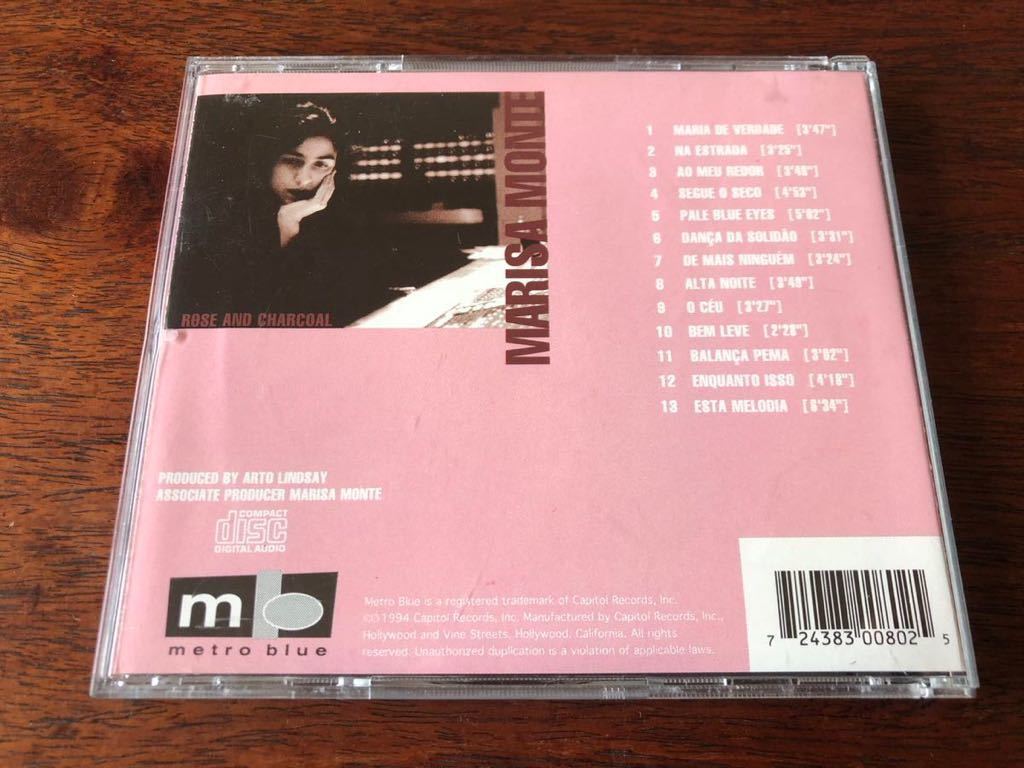 MARISA MONTE
ROSE AND CHARCOAL
1 MARIA DE VERDADE [3'47"]
2 NA ESTRADA [3'25"]
3 AO MEU REDOR [3'48"]
4 SEGUE O SECO [4'53"]
5 PALE BLUE EYES [5'02"]
6 DANÇA DA SOLIDÃO [3'31"]
7 DE MAIS NINGUÉM [3'24"]
8 ALTA NOITE [3'49"]
9 O CÉU [3'27"]
10 BEM LEVE [2'28"]
11 BALANÇA PEMA [3'02"]
12 ENQUANTO ISSO [4'18"]
13 ESTA MELODIA [6'34"]
PRODUCED BY ARTO LINDSAY
ASSOCIATE PRODUCER MARISA MONTE
COMPACT
disc
DIGITAL AUDIO
mb
metro blue
Metro Blue is a registered trademark of Capitol Records, Inc.
©℗1994 Capitol Records, Inc. Manufactured by Capitol Records, Inc.,
Hollywood and Vine Streets, Hollywood, California. All rights
reserved. Unauthorized duplication is a violation of applicable laws.
7 24383 00802 5